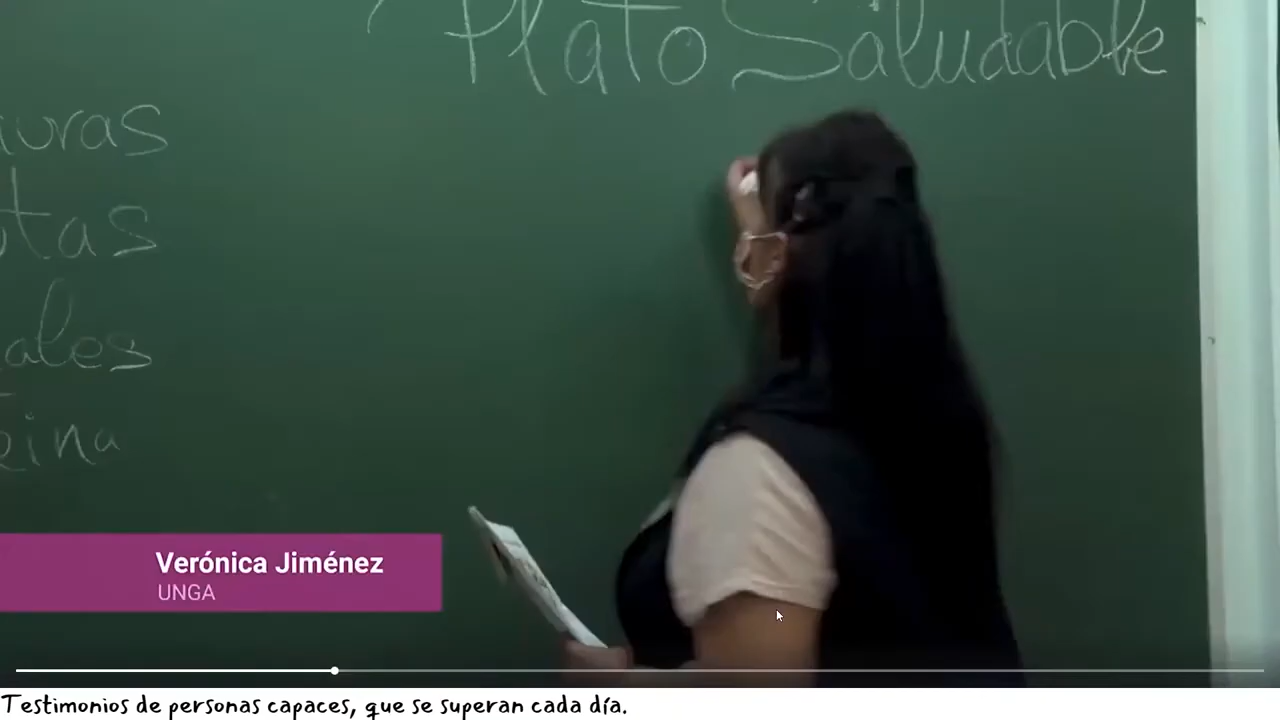 Plato Saludable
Verónica Jiménez
UNGA
Testimonios de personas capaces, que se superan cada día.